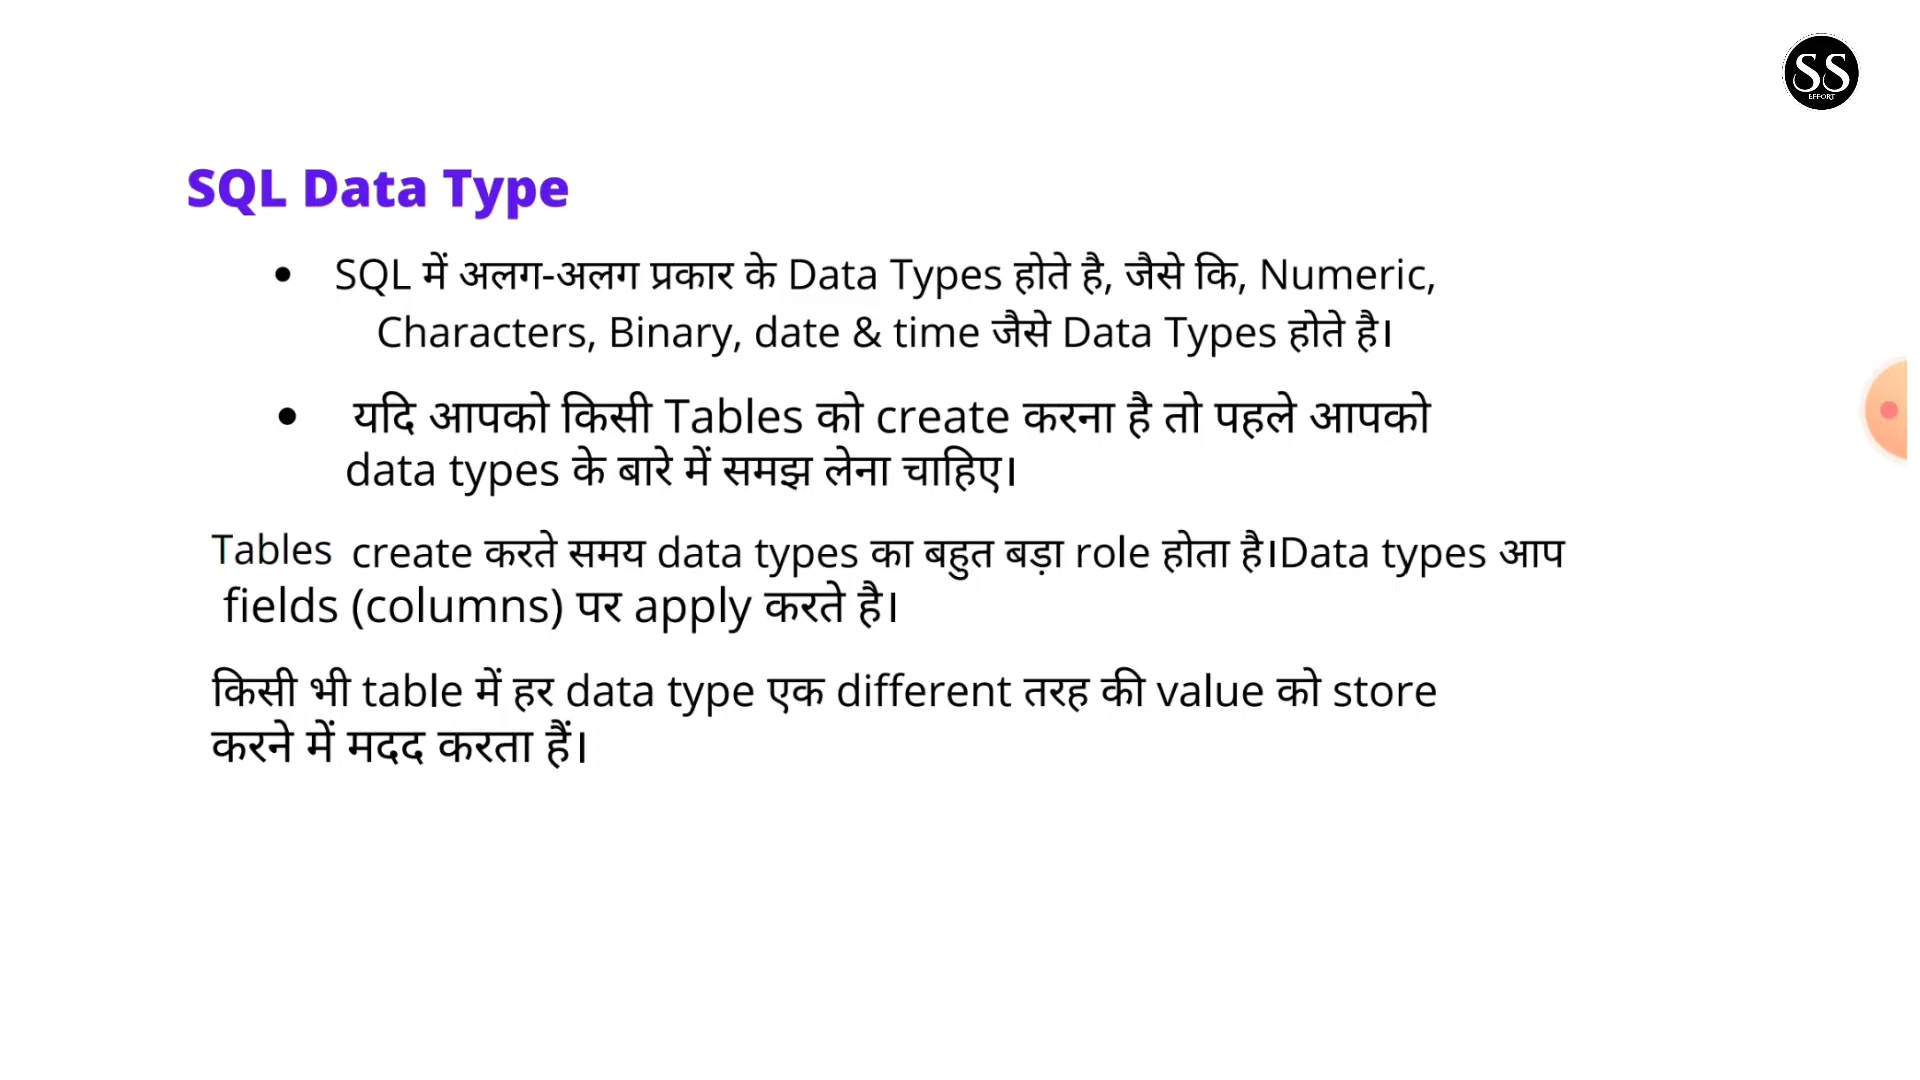 SS
EFFORT
SQL Data Type
• SQL में अलग-अलग प्रकार के Data Types होते है, जैसे कि, Numeric,
Characters, Binary, date & time जैसे Data Types होते है।
• यदि आपको किसी Tables को create करना है तो पहले आपको
data types के बारे में समझ लेना चाहिए।
Tables create करते समय data types का बहुत बड़ा role होता है।Data types आप
fields (columns) पर apply करते है।
किसी भी table में हर data type एक different तरह की value को store
करने में मदद करता हैं।